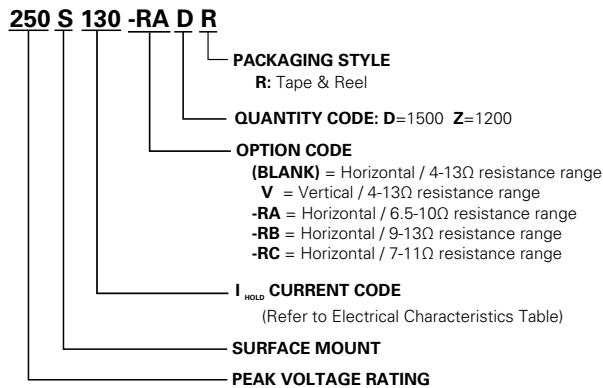 250 S 130 -RA D R
PACKAGING STYLE
R: Tape & Reel
QUANTITY CODE: D=1500 Z=1200
OPTION CODE
(BLANK) = Horizontal / 4-13Ω resistance range
V = Vertical / 4-13Ω resistance range
-RA = Horizontal / 6.5-10Ω resistance range
-RB = Horizontal / 9-13Ω resistance range
-RC = Horizontal / 7-11Ω resistance range
I HOLD CURRENT CODE
(Refer to Electrical Characteristics Table)
SURFACE MOUNT
PEAK VOLTAGE RATING